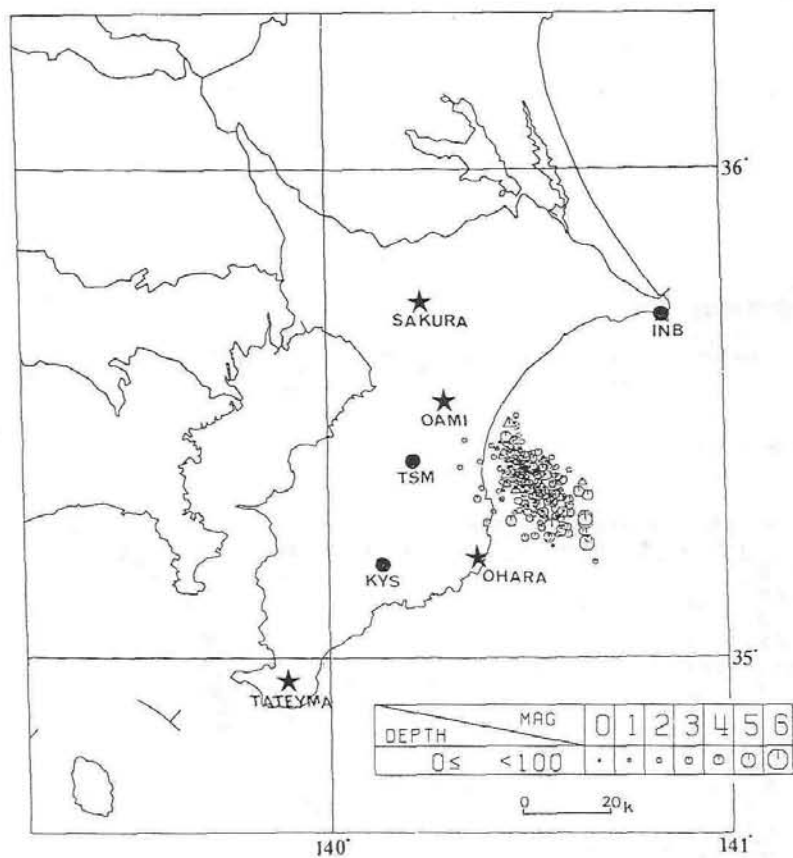 36°
SAKURA
INB
OAMI
TSM
KYS
OHARA
35°
TATEYMA
MAG 0 1 2 3 4 5 6
DEPTH
0≤ <100
0 20k
140° 141°